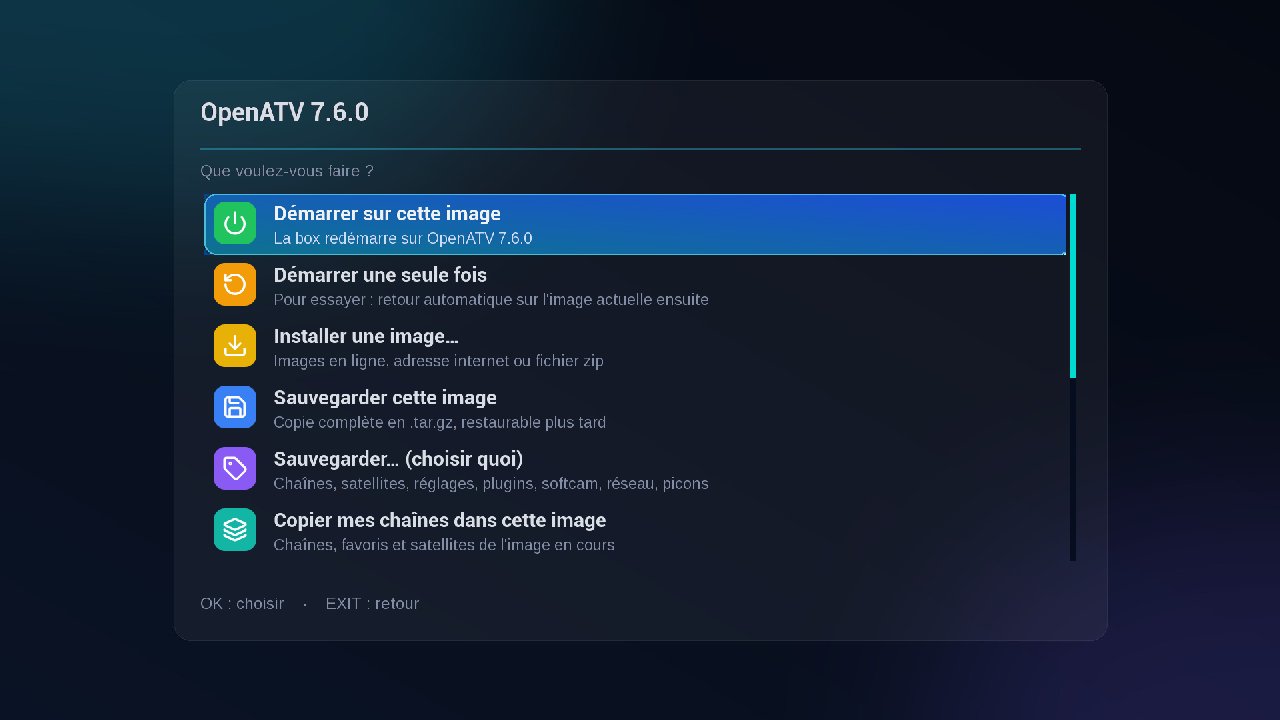 OpenATV 7.6.0
Que voulez-vous faire ?
Démarrer sur cette image
La box redémarre sur OpenATV 7.6.0
Démarrer une seule fois
Pour essayer : retour automatique sur l'image actuelle ensuite
Installer une image…
Images en ligne, adresse internet ou fichier zip
Sauvegarder cette image
Copie complète en .tar.gz, restaurable plus tard
Sauvegarder… (choisir quoi)
Chaînes, satellites, réglages, plugins, softcam, réseau, picons
Copier mes chaînes dans cette image
Chaînes, favoris et satellites de l'image en cours
OK : choisir · EXIT : retour